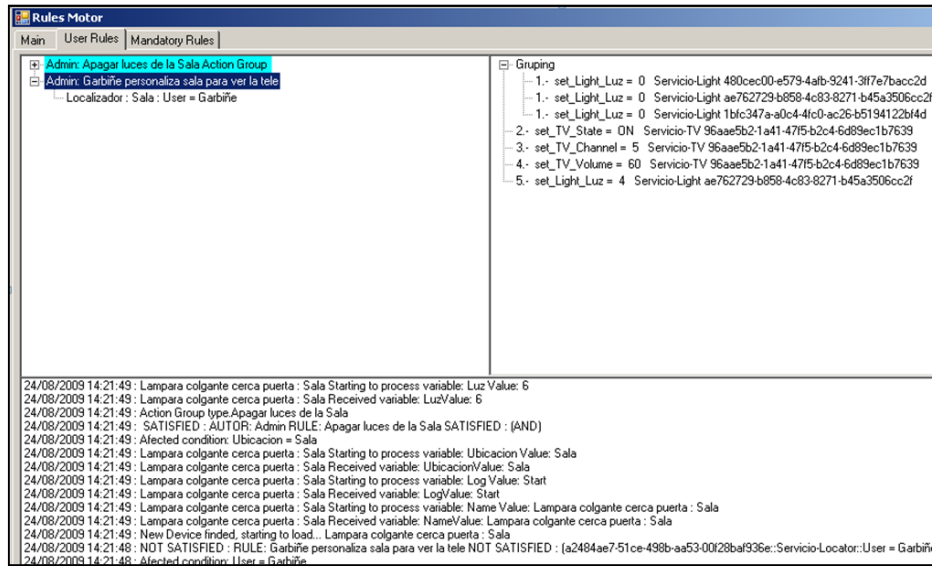 Rules Motor
Main User Rules Mandatory Rules
Admin: Apagar luces de la Sala Action Group
Admin: Garbiñe personaliza sala para ver la tele
Localizador : Sala : User = Garbiñe
Gruping
1.- set_Light_Luz = 0 Servicio-Light 480cec00-e579-4afb-9241-3ff7e7bacc2d
1.- set_Light_Luz = 0 Servicio-Light ae762729-b858-4c83-8271-b45a3506cc2f
1.- set_Light_Luz = 0 Servicio-Light 1bfc347a-a0c4-4fc0-ac26-b5194122bf4d
2.- set_TV_State = ON Servicio-TV 96aae5b2-1a41-47f5-b2c4-6d89ec1b7639
3.- set_TV_Channel = 5 Servicio-TV 96aae5b2-1a41-47f5-b2c4-6d89ec1b7639
4.- set_TV_Volume = 60 Servicio-TV 96aae5b2-1a41-47f5-b2c4-6d89ec1b7639
5.- set_Light_Luz = 4 Servicio-Light ae762729-b858-4c83-8271-b45a3506cc2f
24/08/2009 14:21:49 : Lampara colgante cerca puerta : Sala Starting to process variable: Luz Value: 6
24/08/2009 14:21:49 : Lampara colgante cerca puerta : Sala Received variable: LuzValue: 6
24/08/2009 14:21:49 : Action Group type.Apagar luces de la Sala
24/08/2009 14:21:49 : SATISFIED : AUTOR: Admin RULE: Apagar luces de la Sala SATISFIED : (AND)
24/08/2009 14:21:49 : Afected condition: Ubicacion = Sala
24/08/2009 14:21:49 : Lampara colgante cerca puerta : Sala Starting to process variable: Ubicacion Value: Sala
24/08/2009 14:21:49 : Lampara colgante cerca puerta : Sala Received variable: UbicacionValue: Sala
24/08/2009 14:21:49 : Lampara colgante cerca puerta : Sala Starting to process variable: Log Value: Start
24/08/2009 14:21:49 : Lampara colgante cerca puerta : Sala Received variable: LogValue: Start
24/08/2009 14:21:49 : Lampara colgante cerca puerta : Sala Starting to process variable: Name Value: Lampara colgante cerca puerta : Sala
24/08/2009 14:21:49 : Lampara colgante cerca puerta : Sala Received variable: NameValue: Lampara colgante cerca puerta : Sala
24/08/2009 14:21:49 : New Device finded, starting to load... Lampara colgante cerca puerta : Sala
24/08/2009 14:21:48 : NOT SATISFIED : RULE: Garbiñe personaliza sala para ver la tele NOT SATISFIED : (a2484ae7-51ce-498b-aa53-00f28baf936e::Servicio-Locator::User = Garbiñe
24/08/2009 14:21:48 : Afected condition: User = Garbiñe